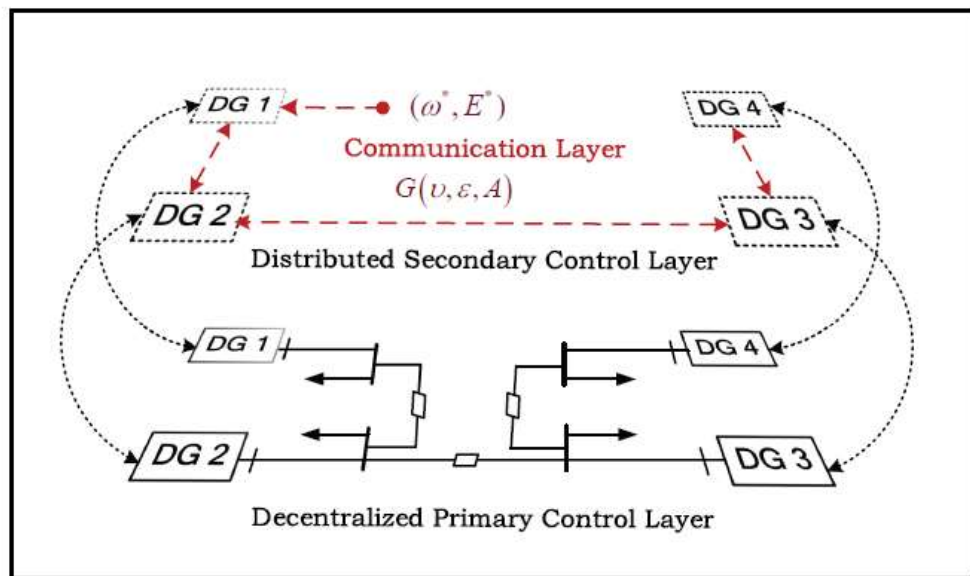 DG 1
(ω*, E*)
DG 4
Communication Layer
G(υ, ε, A)
DG 2
DG 3
Distributed Secondary Control Layer
DG 1
DG 4
DG 2
DG 3
Decentralized Primary Control Layer